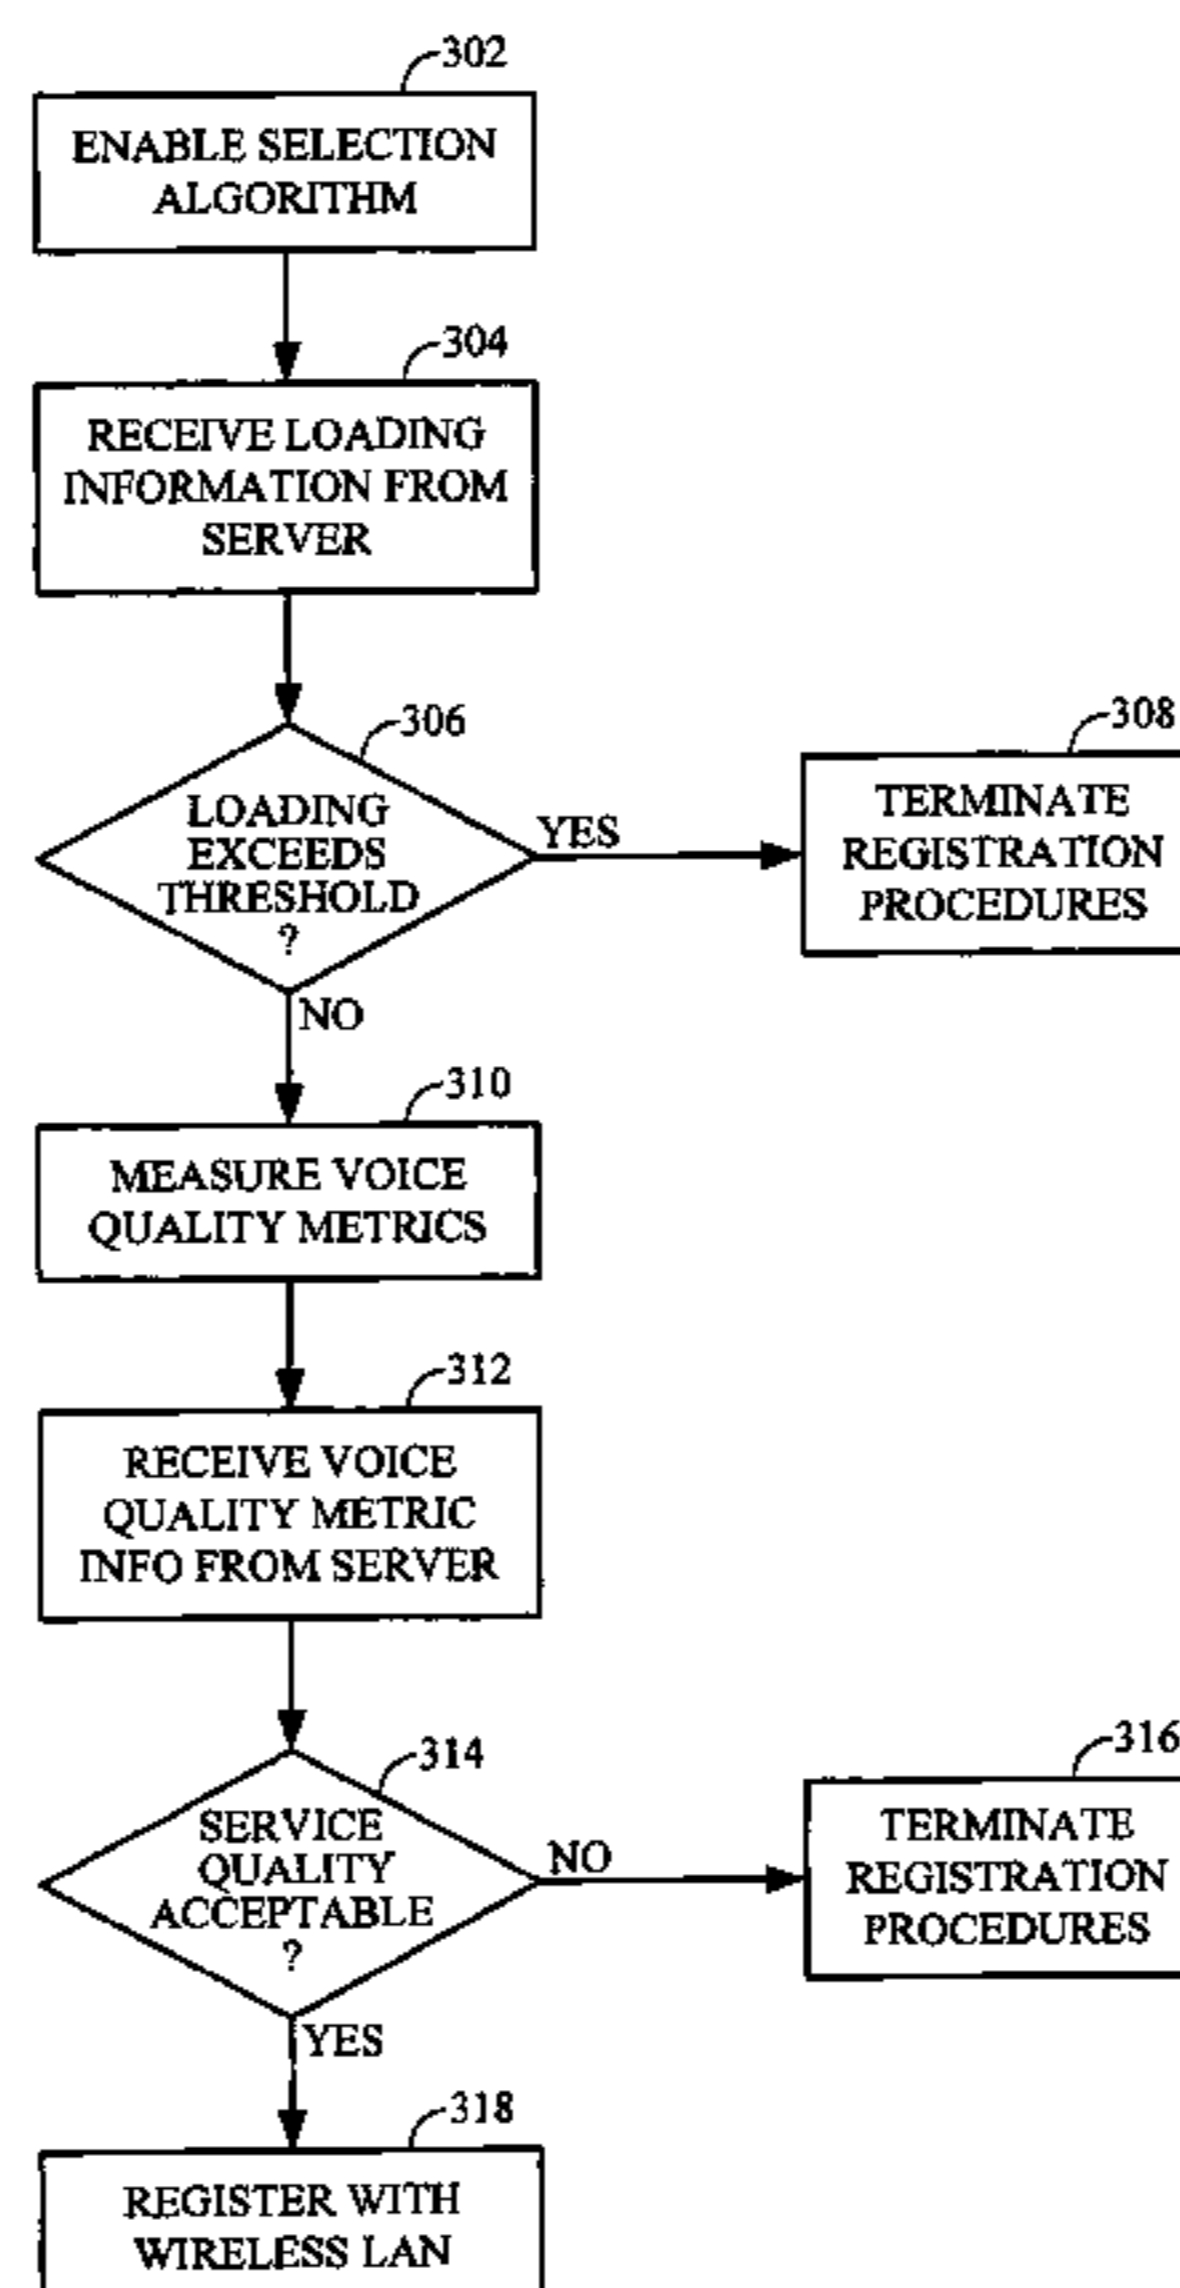 302
ENABLE SELECTION
ALGORITHM
304
RECEIVE LOADING
INFORMATION FROM
SERVER
306
LOADING
EXCEEDS
THRESHOLD
?
YES
308
TERMINATE
REGISTRATION
PROCEDURES
NO
310
MEASURE VOICE
QUALITY METRICS
312
RECEIVE VOICE
QUALITY METRIC
INFO FROM SERVER
314
SERVICE
QUALITY
ACCEPTABLE
?
NO
316
TERMINATE
REGISTRATION
PROCEDURES
YES
318
REGISTER WITH
WIRELESS LAN